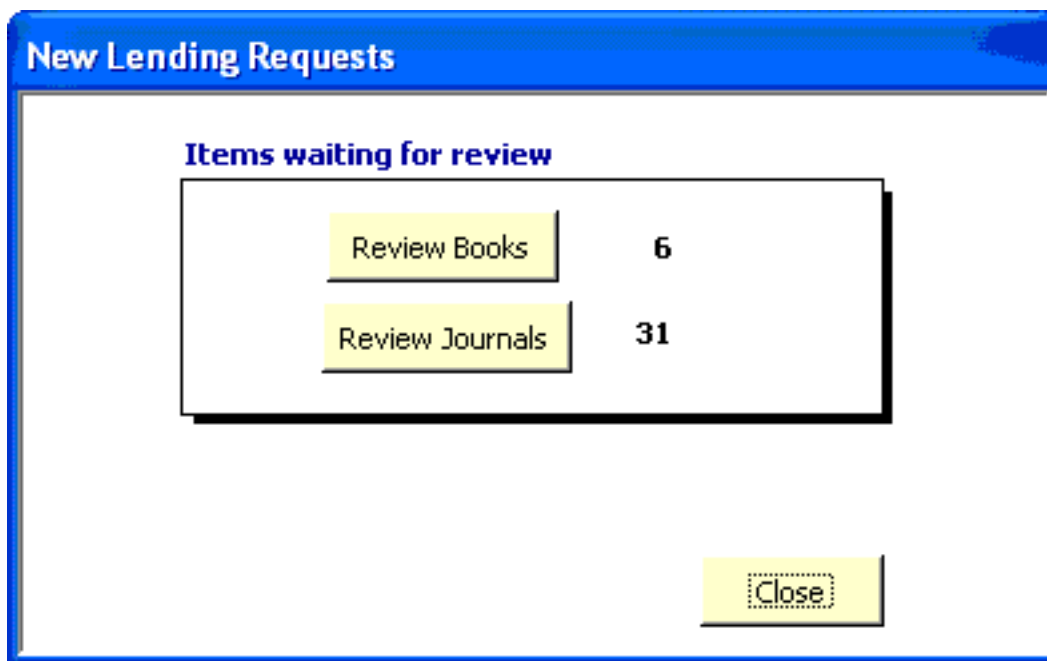 New Lending Requests
Items waiting for review
Review Books 6
Review Journals 31
Close